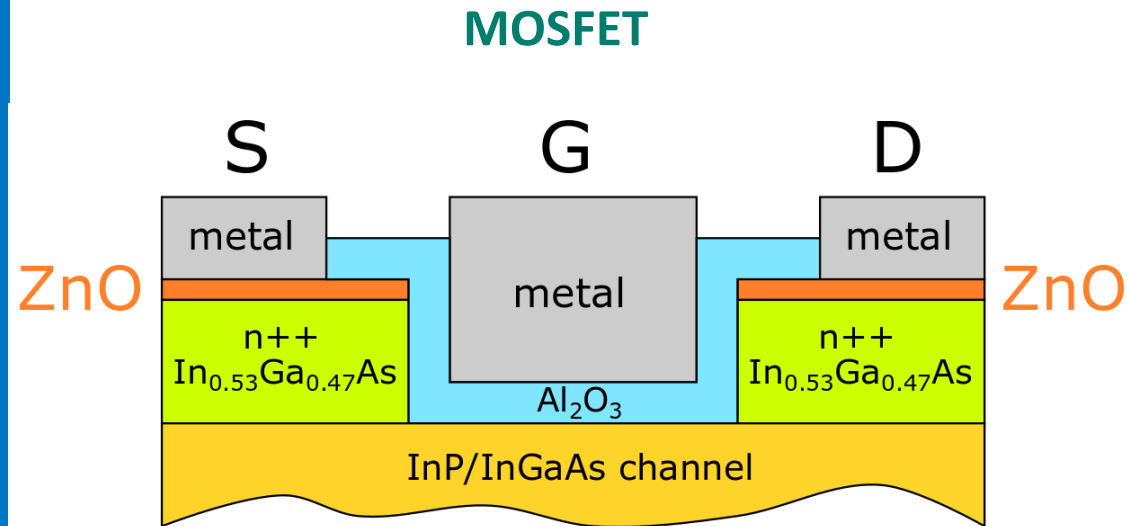 MOSFET
S
G
D
metal
metal
metal
ZnO
ZnO
n++
In₀.₅₃Ga₀.₄₇As
n++
In₀.₅₃Ga₀.₄₇As
Al₂O₃
InP/InGaAs channel